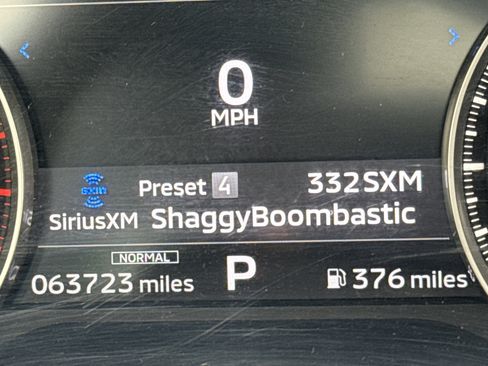 0
MPH
SXM Preset 4 332SXM
SiriusXM ShaggyBoombastic
NORMAL
063723 miles P 376 miles